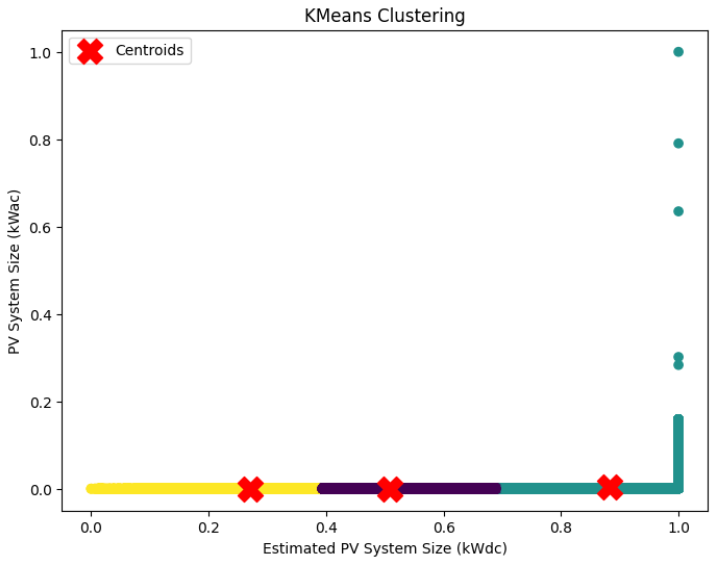 KMeans Clustering
Centroids
PV System Size (kWac)
1.0
0.8
0.6
0.4
0.2
0.0
0.0 0.2 0.4 0.6 0.8 1.0
Estimated PV System Size (kWdc)